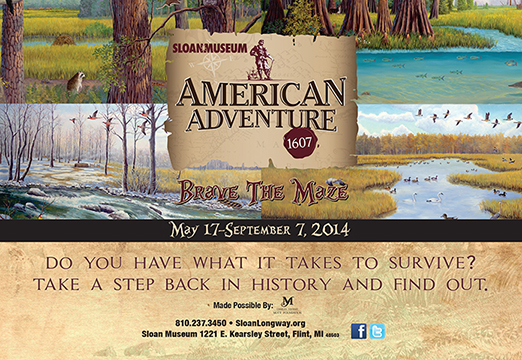 SLOAN★MUSEUM
AMERICAN
ADVENTURE
1607
BRAVE THE MAZE
MAY 17–SEPTEMBER 7, 2014
DO YOU HAVE WHAT IT TAKES TO SURVIVE?
TAKE A STEP BACK IN HISTORY AND FIND OUT.
Made Possible By: M
810.237.3450 • SloanLongway.org
Sloan Museum 1221 E. Kearsley Street, Flint, MI 48503